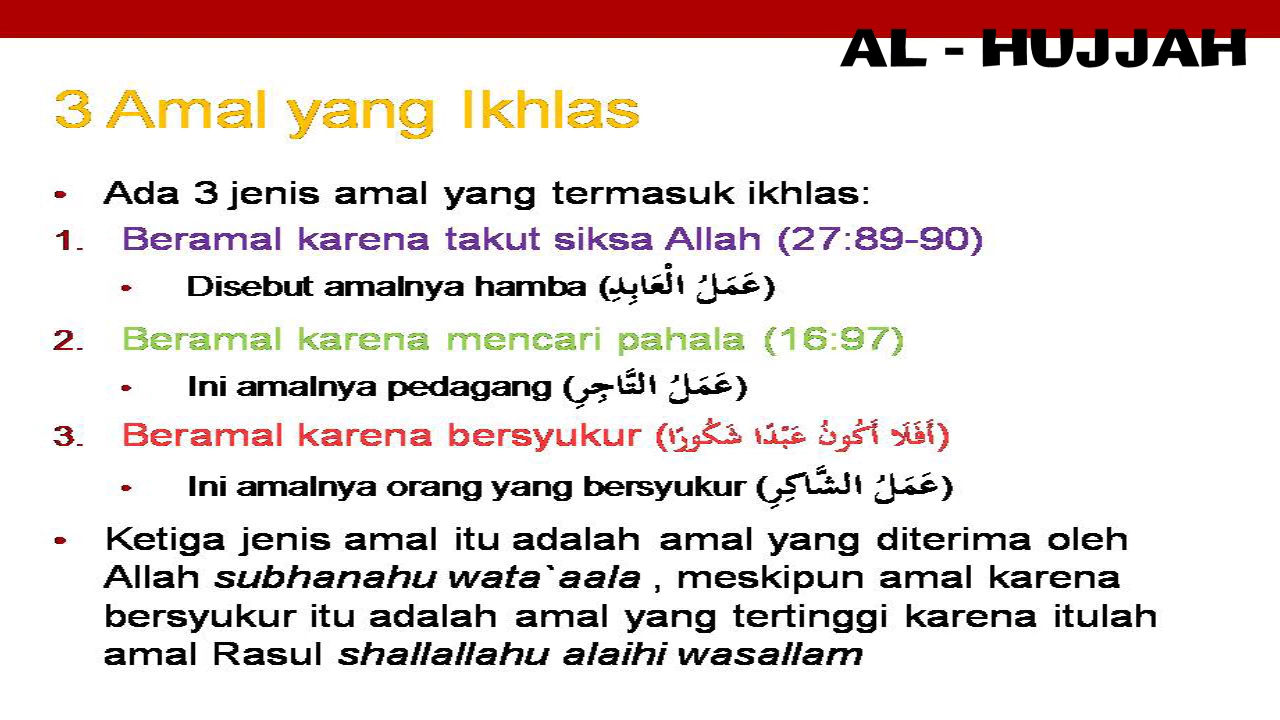 AL - HUJJAH
3 Amal yang Ikhlas
• Ada 3 jenis amal yang termasuk ikhlas:
1. Beramal karena takut siksa Allah (27:89-90)
• Disebut amalnya hamba (عَمَلُ الْعَابِدِ)
2. Beramal karena mencari pahala (16:97)
• Ini amalnya pedagang (عَمَلُ التَّاجِرِ)
3. Beramal karena bersyukur (أَفَلَا أَكُونُ عَبْدًا شَكُورًا)
• Ini amalnya orang yang bersyukur (عَمَلُ الشَّاكِرِ)
• Ketiga jenis amal itu adalah amal yang diterima oleh
Allah subhanahu wata`aala , meskipun amal karena
bersyukur itu adalah amal yang tertinggi karena itulah
amal Rasul shallallahu alaihi wasallam